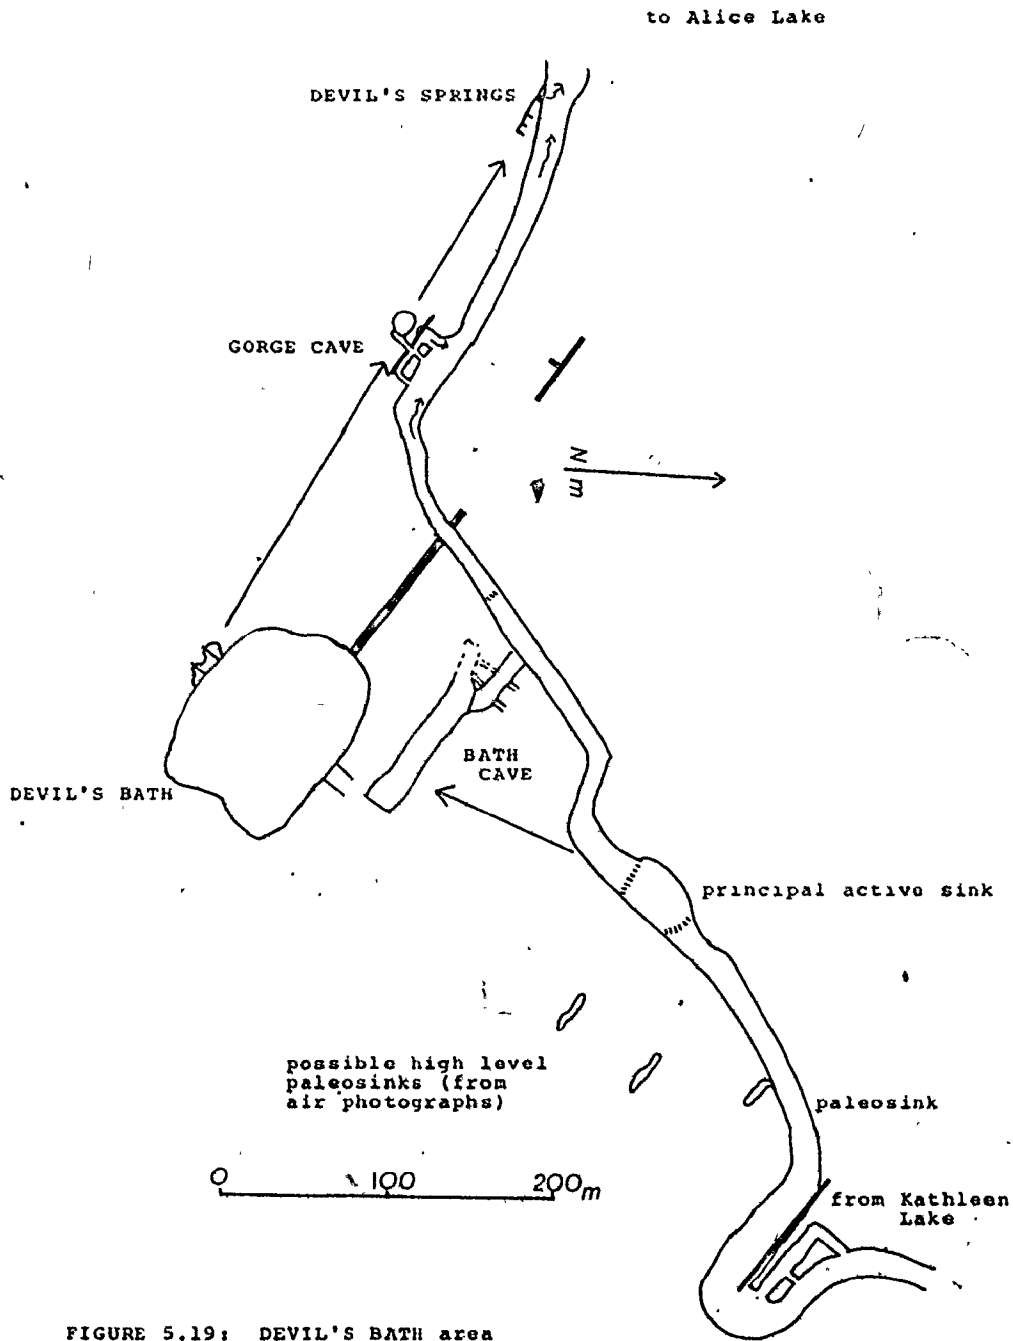 to Alice Lake
DEVIL'S SPRINGS
GORGE CAVE
N m
BATH
CAVE
DEVIL'S BATH
principal active sink
possible high level
paleosinks (from
air photographs)
paleosink
0 100 200m
from Kathleen
Lake
FIGURE 5.19: DEVIL'S BATH area